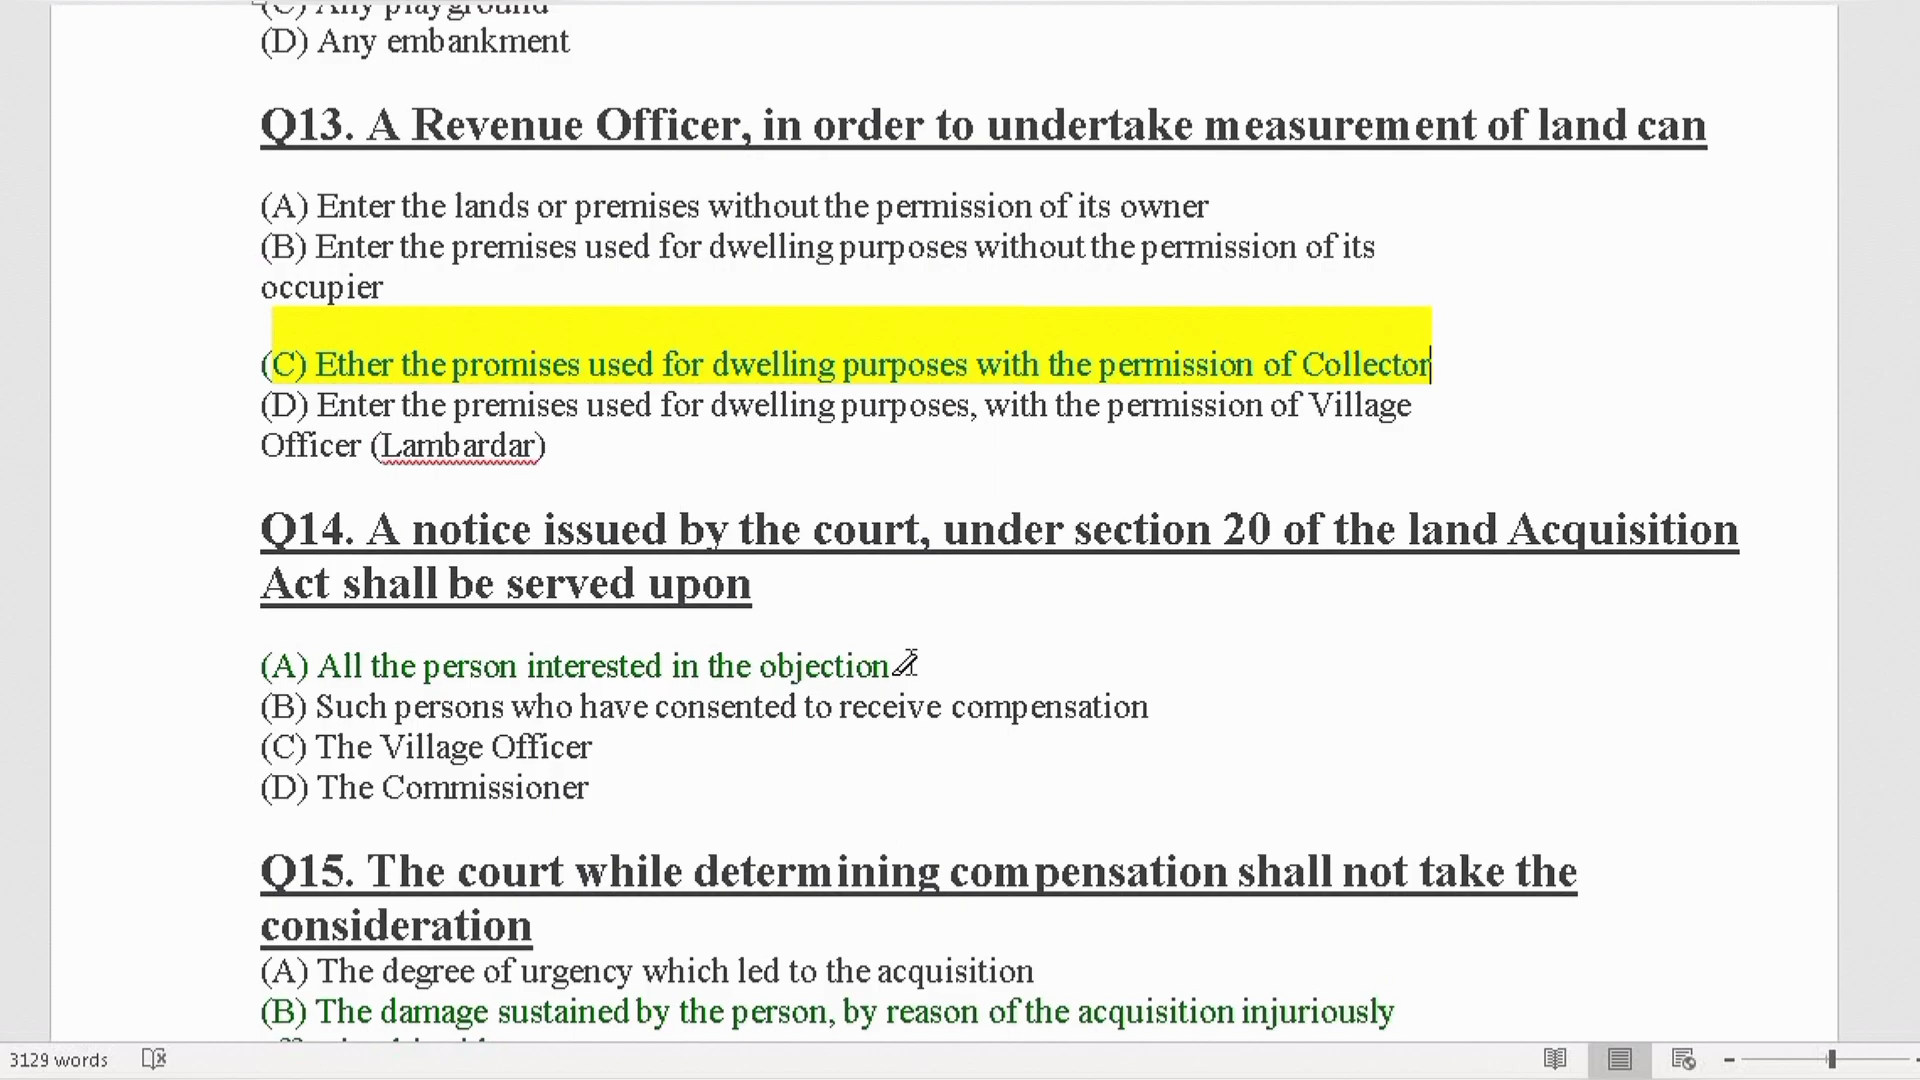 (C) Any playground
(D) Any embankment
Q13. A Revenue Officer, in order to undertake measurement of land can
(A) Enter the lands or premises without the permission of its owner
(B) Enter the premises used for dwelling purposes without the permission of its
occupier
(C) Ether the promises used for dwelling purposes with the permission of Collector
(D) Enter the premises used for dwelling purposes, with the permission of Village
Officer (Lambardar)
Q14. A notice issued by the court, under section 20 of the land Acquisition
Act shall be served upon
(A) All the person interested in the objection
(B) Such persons who have consented to receive compensation
(C) The Village Officer
(D) The Commissioner
Q15. The court while determining compensation shall not take the
consideration
(A) The degree of urgency which led to the acquisition
(B) The damage sustained by the person, by reason of the acquisition injuriously
3129 words